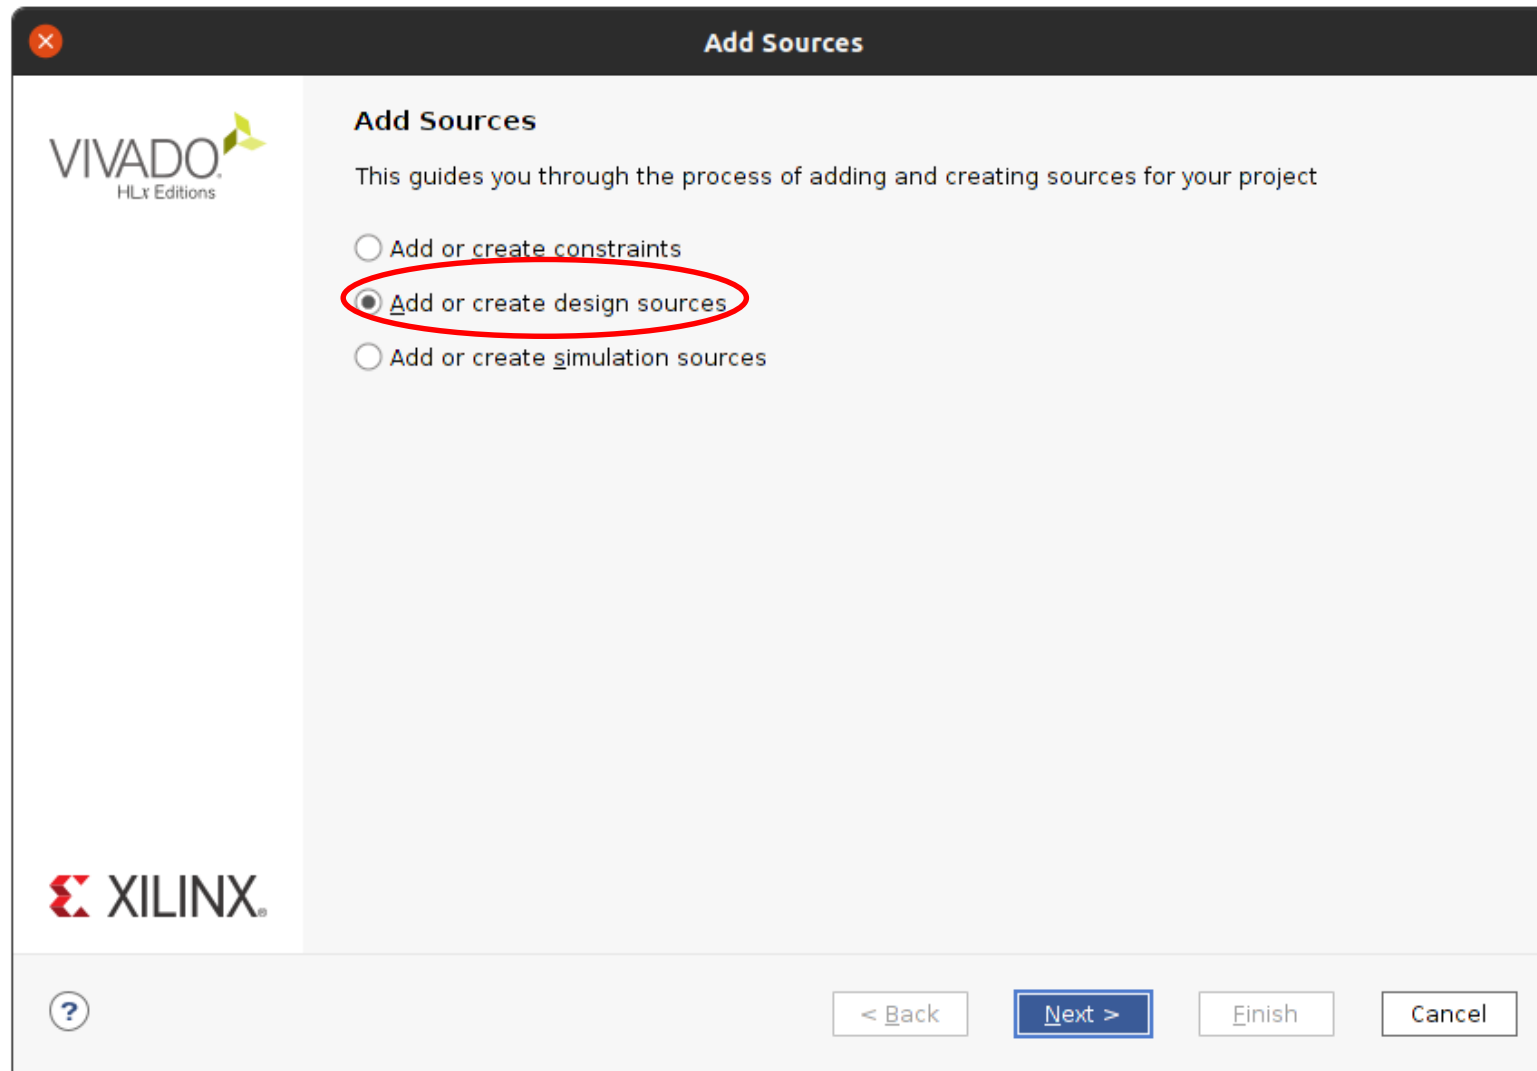 Add Sources
VIVADO
HLx Editions
Add Sources
This guides you through the process of adding and creating sources for your project
Add or create constraints
Add or create design sources
Add or create simulation sources
XILINX
?
< Back
Next >
Finish
Cancel